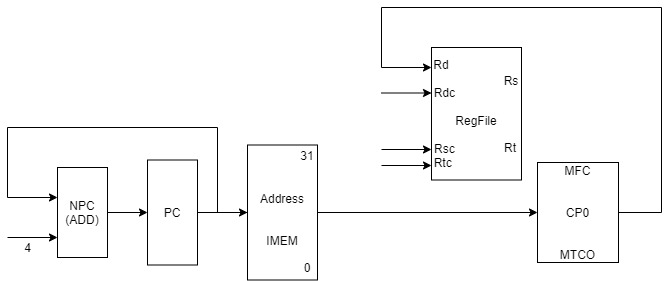 NPC
(ADD)
4
PC
31
Address
IMEM
0
Rd
Rs
Rdc
RegFile
Rsc
Rt
Rtc
MFC
CP0
MTCO